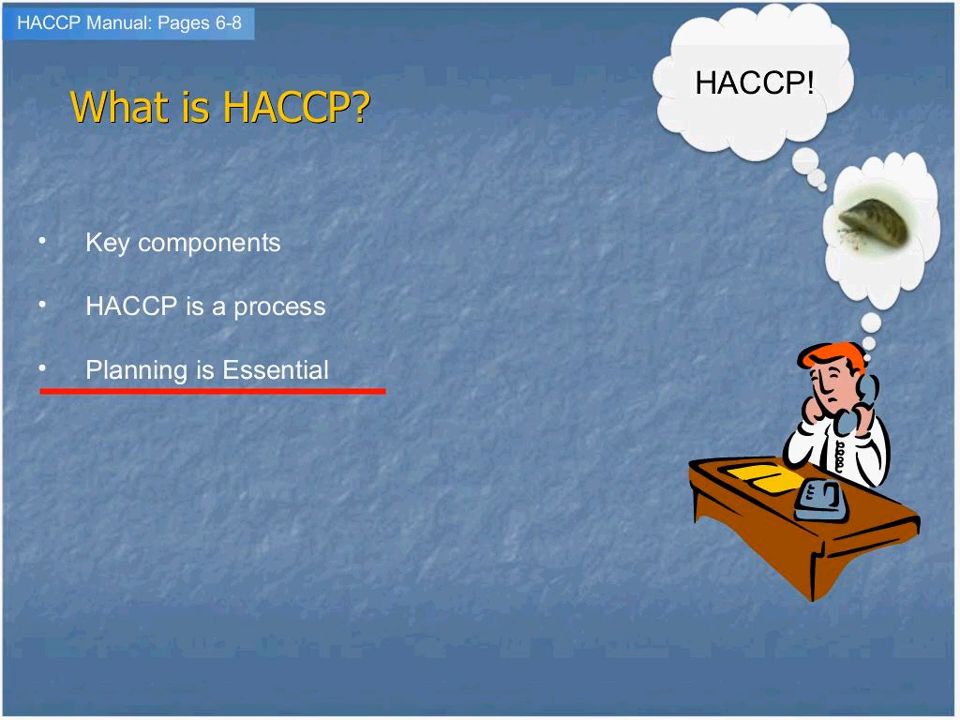 HACCP Manual: Pages 6-8
HACCP!
What is HACCP?
• Key components
• HACCP is a process
• Planning is Essential